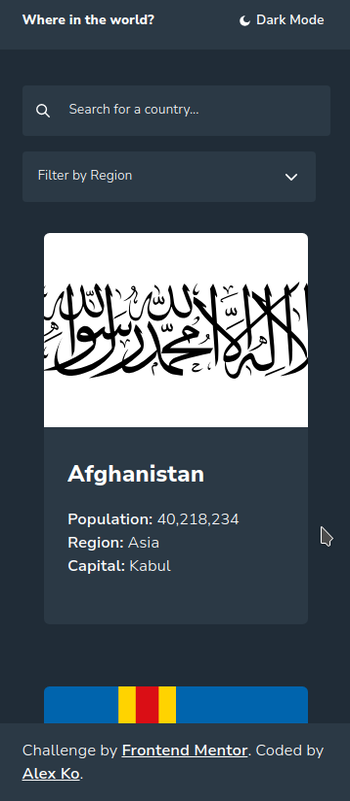 Where in the world?
Dark Mode
Search for a country...
Filter by Region
لا إله إلا الله محمد رسول الله
Afghanistan
Population: 40,218,234
Region: Asia
Capital: Kabul
Challenge by Frontend Mentor. Coded by
Alex Ko.